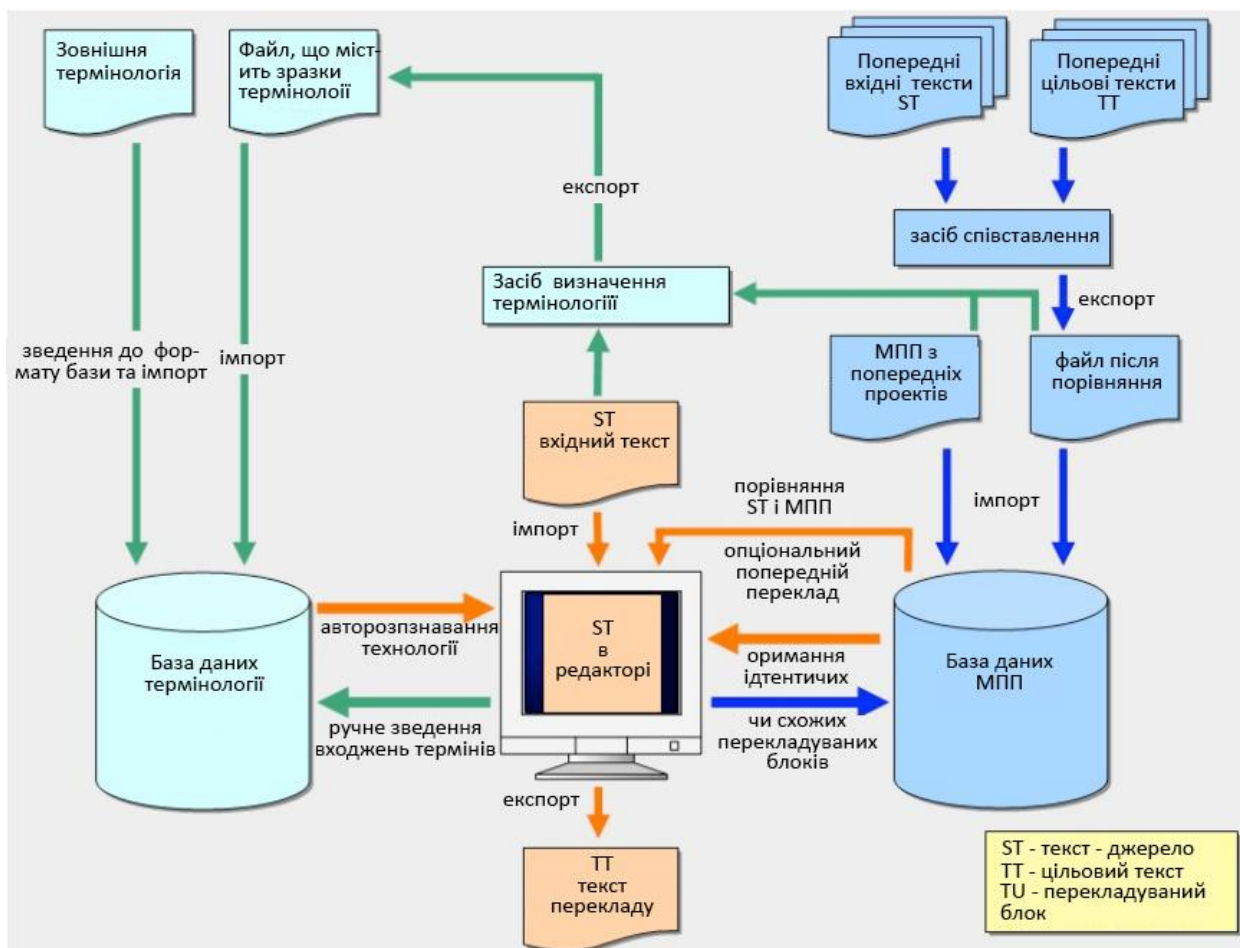 Зовнішня
термінологія
Файл, що міст-
ить зразки
термінолоії
Попередні
вхідні тексти
ST
Попередні
цільові тексти
TT
експорт
засіб співставлення
Засіб визначення
термінологіїї
експорт
зведення до фор-
мату бази та імпорт
імпорт
МПП з
попередніх
проектів
файл після
порівняння
ST
вхідний текст
порівняння
ST і МПП
імпорт
імпорт
опціональний
попередній
переклад
База даних
термінології
авторозпзнавання
технології
ST
в
редакторі
оримання
ідтентичих
База даних
МПП
ручне зведення
входжень термінів
чи схожих
перекладуваних
блоків
експорт
TT
текст
перекладу
ST - текст - джерело
TT - цільовий текст
TU - перекладуваний
блок